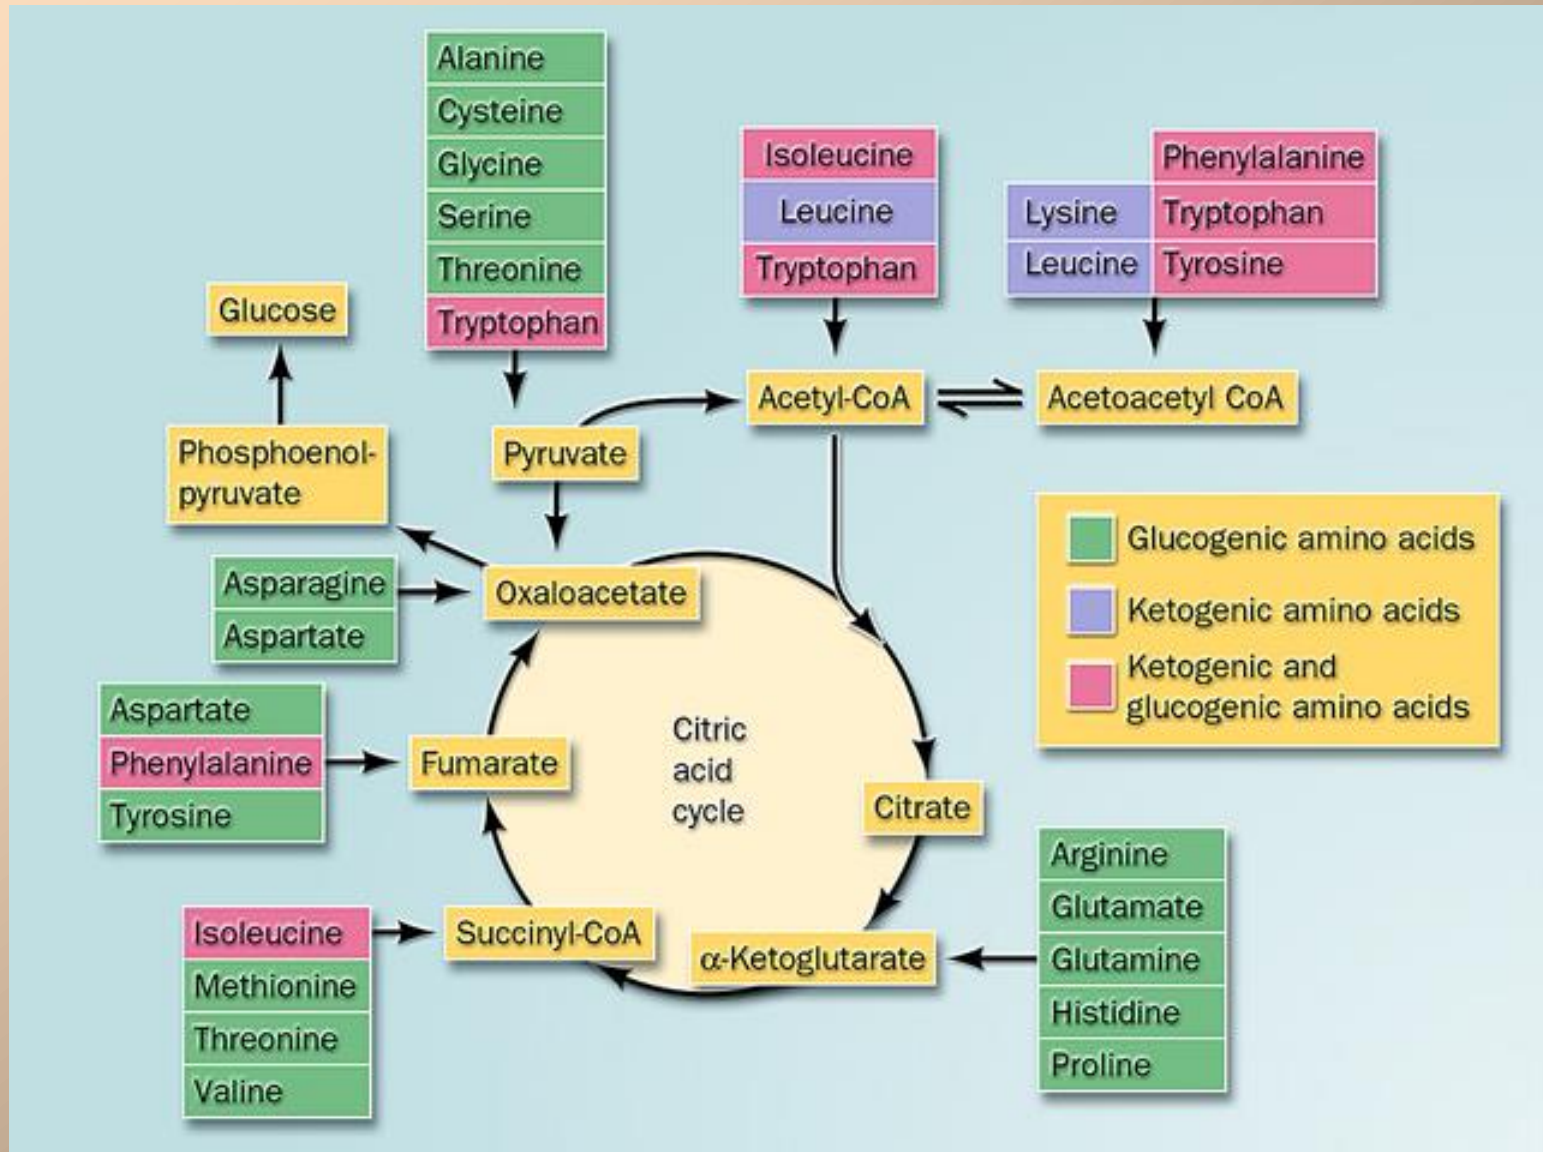 Alanine
Cysteine
Glycine
Serine
Threonine
Tryptophan
Isoleucine
Leucine
Tryptophan
Phenylalanine
Lysine
Tryptophan
Leucine
Tyrosine
Glucose
Acetyl-CoA
Acetoacetyl CoA
Phosphoenol-
pyruvate
Pyruvate
Glucogenic amino acids
Ketogenic amino acids
Ketogenic and
glucogenic amino acids
Asparagine
Aspartate
Oxaloacetate
Aspartate
Phenylalanine
Tyrosine
Fumarate
Citric
acid
cycle
Citrate
Isoleucine
Methionine
Threonine
Valine
Succinyl-CoA
α-Ketoglutarate
Arginine
Glutamate
Glutamine
Histidine
Proline